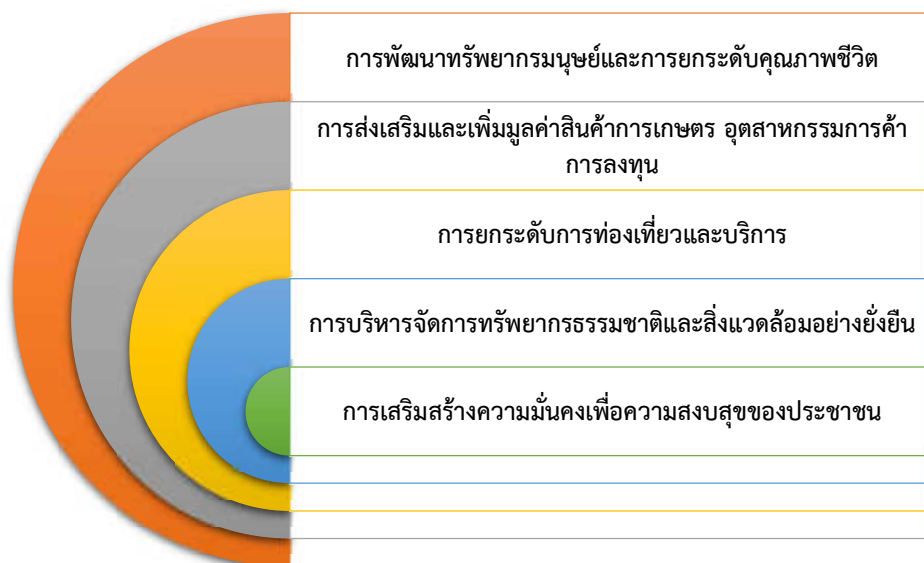 การพัฒนาทรัพยากรมนุษย์และการยกระดับคุณภาพชีวิต
การส่งเสริมและเพิ่มมูลค่าสินค้าการเกษตร อุตสาหกรรมการค้า
การลงทุน
การยกระดับการท่องเที่ยวและบริการ
การบริหารจัดการทรัพยากรธรรมชาติและสิ่งแวดล้อมอย่างยั่งยืน
การเสริมสร้างความมั่นคงเพื่อความสงบสุขของประชาชน